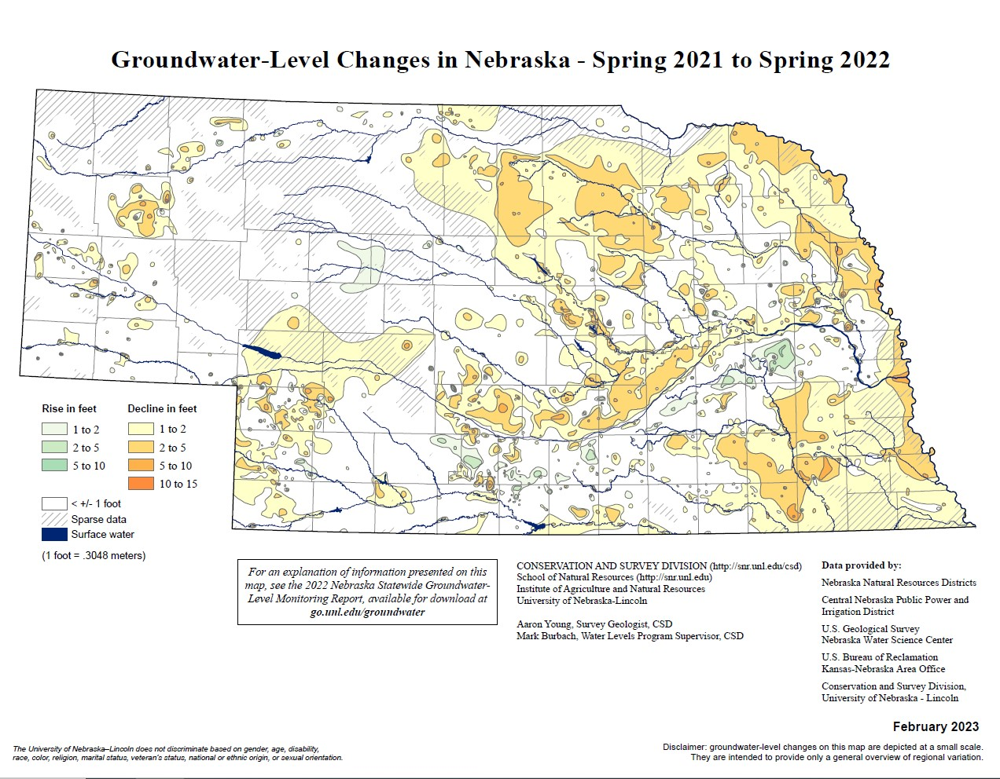 Groundwater-Level Changes in Nebraska - Spring 2021 to Spring 2022
Rise in feet
1 to 2
2 to 5
5 to 10
Decline in feet
1 to 2
2 to 5
5 to 10
10 to 15
< +/- 1 foot
Sparse data
Surface water
(1 foot = .3048 meters)
For an explanation of information presented on this
map, see the 2022 Nebraska Statewide Groundwater-
Level Monitoring Report, available for download at
go.unl.edu/groundwater
CONSERVATION AND SURVEY DIVISION (http://snr.unl.edu/csd)
School of Natural Resources (http://snr.unl.edu)
Institute of Agriculture and Natural Resources
University of Nebraska-Lincoln
Aaron Young, Survey Geologist, CSD
Mark Burbach, Water Levels Program Supervisor, CSD
Data provided by:
Nebraska Natural Resources Districts
Central Nebraska Public Power and
Irrigation District
U.S. Geological Survey
Nebraska Water Science Center
U.S. Bureau of Reclamation
Kansas-Nebraska Area Office
Conservation and Survey Division,
University of Nebraska - Lincoln
February 2023
The University of Nebraska–Lincoln does not discriminate based on gender, age, disability,
race, color, religion, marital status, veteran's status, national or ethnic origin, or sexual orientation.
Disclaimer: groundwater-level changes on this map are depicted at a small scale.
They are intended to provide only a general overview of regional variation.